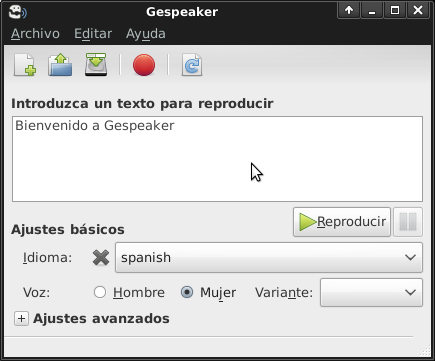 Gespeaker
Archivo Editar Ayuda
Introduzca un texto para reproducir
Bienvenido a Gespeaker
Reproducir
Ajustes básicos
Idioma: spanish
Voz: Hombre Mujer Variante:
Ajustes avanzados